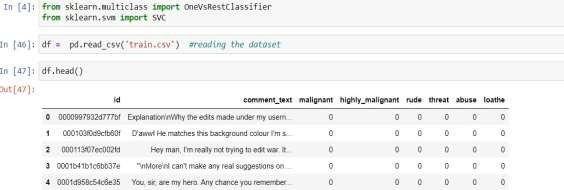 In [4]: from sklearn.multiclass import OneVsRestClassifier
from sklearn.svm import SVC
In [46]: df = pd.read_csv('train.csv') #reading the dataset
In [47]: df.head()
Out[47]:
id comment_text malignant highly_malignant rude threat abuse loathe
0 0000997932d777bf Explanation\nWhy the edits made under my usern... 0 0 0 0 0 0
1 000103f0d9cfb60f D'aww! He matches this background colour I'm s... 0 0 0 0 0 0
2 000113f07ec002fd Hey man, I'm really not trying to edit war. It... 0 0 0 0 0 0
3 0001b41b1c6bb37e "\nMore\nI can't make any real suggestions on ... 0 0 0 0 0 0
4 0001d958c54c6e35 You, sir, are my hero. Any chance you remember... 0 0 0 0 0 0